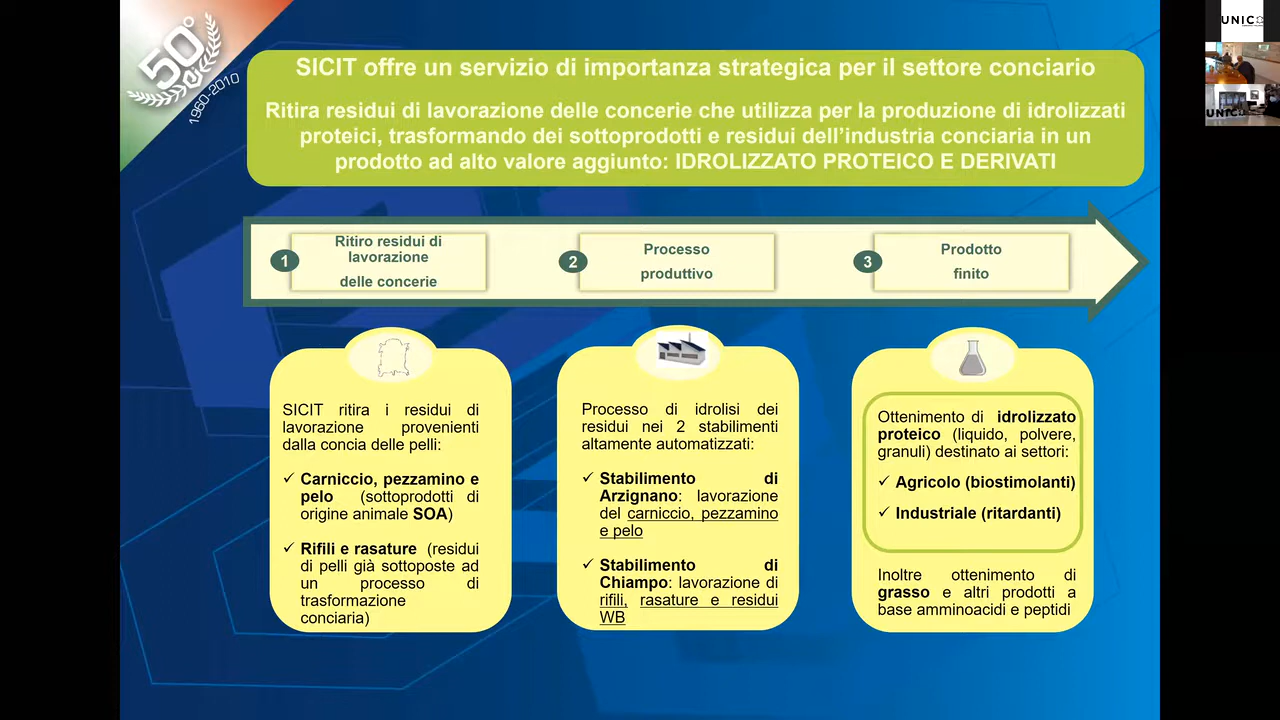 50°
1960-2010
UNIC
UNIC
SICIT offre un servizio di importanza strategica per il settore conciario
Ritira residui di lavorazione delle concerie che utilizza per la produzione di idrolizzati
proteici, trasformando dei sottoprodotti e residui dell'industria conciaria in un
prodotto ad alto valore aggiunto: IDROLIZZATO PROTEICO E DERIVATI
1
Ritiro residui di
lavorazione
delle concerie
2
Processo
produttivo
3
Prodotto
finito
SICIT ritira i residui di
lavorazione provenienti
dalla concia delle pelli:
✓ Carniccio, pezzamino e
pelo (sottoprodotti di
origine animale SOA)
✓ Rifili e rasature (residui
di pelli già sottoposte ad
un processo di
trasformazione
conciaria)
Processo di idrolisi dei
residui nei 2 stabilimenti
altamente automatizzati:
✓ Stabilimento di
Arzignano: lavorazione
del carniccio, pezzamino
e pelo
✓ Stabilimento di
Chiampo: lavorazione di
rifili, rasature e residui
WB
Ottenimento di idrolizzato
proteico (liquido, polvere,
granuli) destinato ai settori:
✓ Agricolo (biostimolanti)
✓ Industriale (ritardanti)
Inoltre ottenimento di
grasso e altri prodotti a
base amminoacidi e peptidi